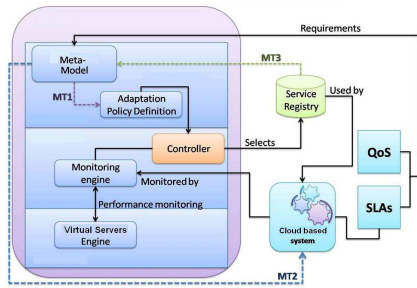 Requirements
Meta-
Model
MT3
MT1
Used by
Adaptation
Policy Definition
Service
Registry
Controller
Selects
QoS
Monitoring
engine
Monitored by
Performance monitoring
SLAs
Virtual Servers
Engine
Cloud based
system
MT2